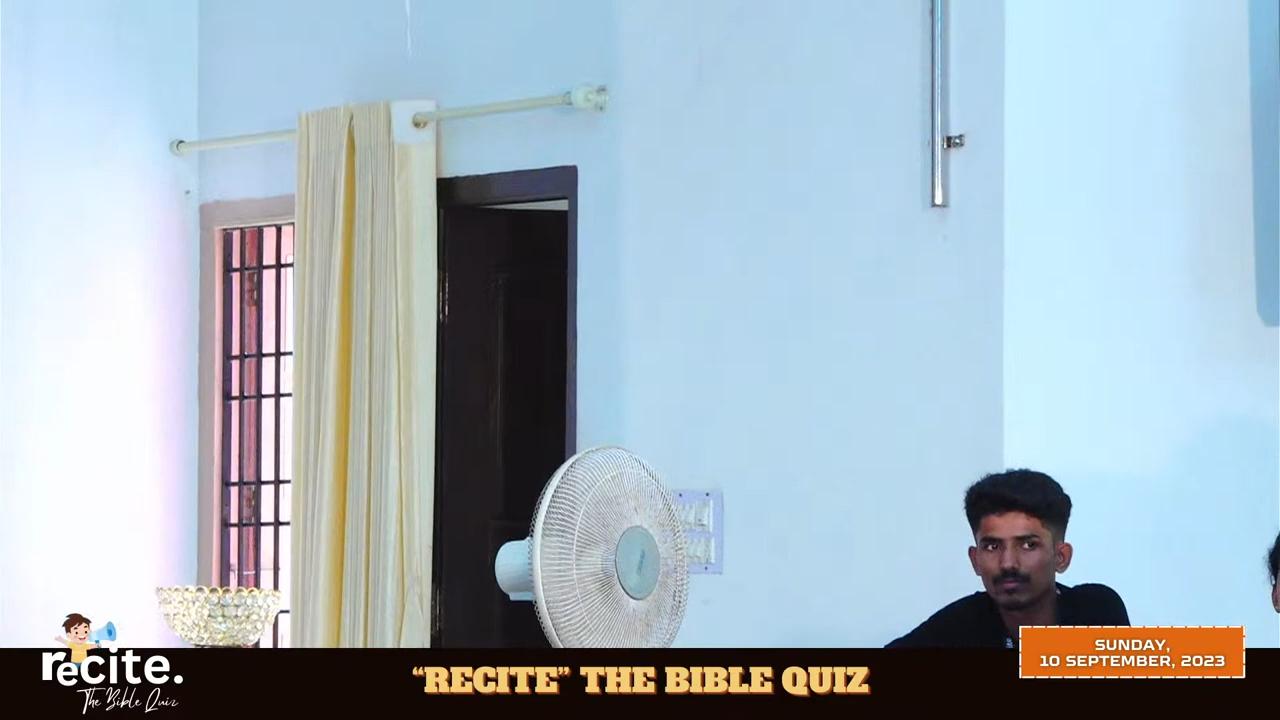 recite.
The Bible Quiz
“RECITE” THE BIBLE QUIZ
SUNDAY,
10 SEPTEMBER, 2023